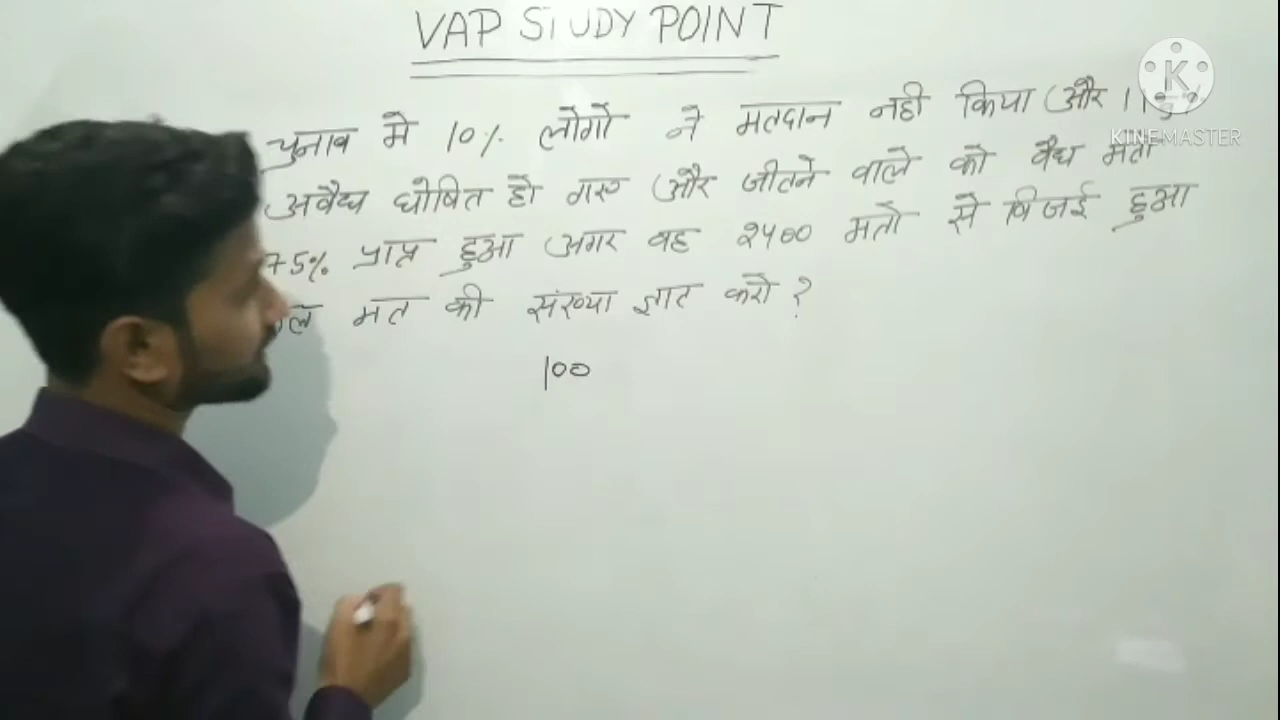 VAP STUDY POINT
चुनाव मे 10% लोगो ने मतदान नही किया और
अवैध घोषित हो गए और जीतने वाले को वैध मतो
75% प्राप्त हुआ अगर वह 2400 मतो से विजई हुआ
मत की संख्या ज्ञात करो ?
100
K
KINEMASTER